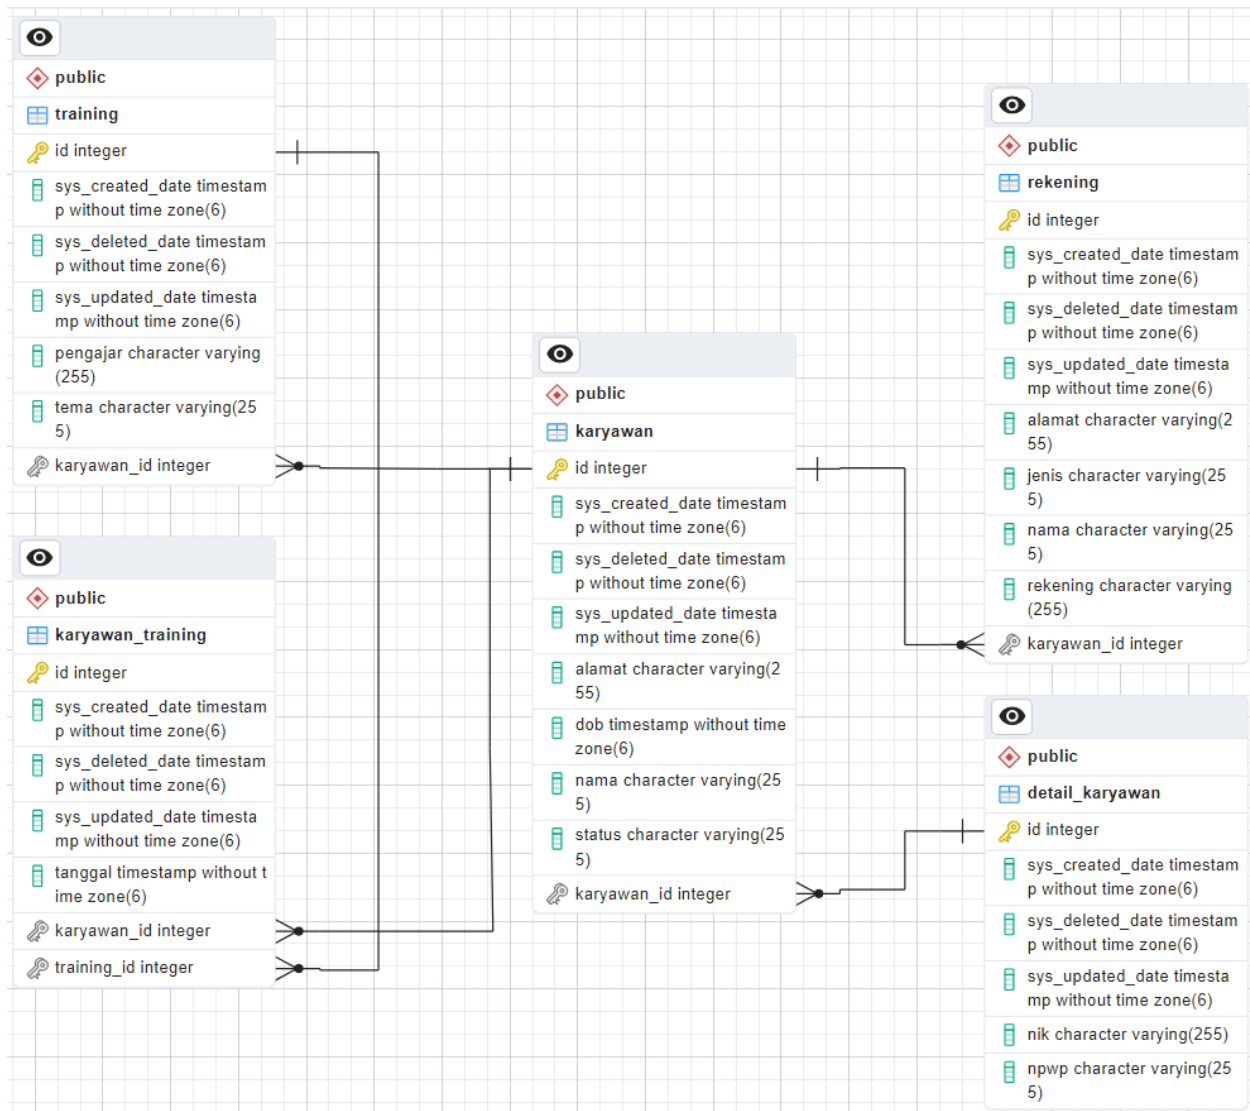 public
training
id integer
sys_created_date timestam
p without time zone(6)
sys_deleted_date timestam
p without time zone(6)
sys_updated_date timesta
mp without time zone(6)
pengajar character varying
(255)
tema character varying(25
5)
karyawan_id integer
public
karyawan_training
id integer
sys_created_date timestam
p without time zone(6)
sys_deleted_date timestam
p without time zone(6)
sys_updated_date timesta
mp without time zone(6)
tanggal timestamp without t
ime zone(6)
karyawan_id integer
training_id integer
public
karyawan
id integer
sys_created_date timestam
p without time zone(6)
sys_deleted_date timestam
p without time zone(6)
sys_updated_date timesta
mp without time zone(6)
alamat character varying(2
55)
dob timestamp without time
zone(6)
nama character varying(25
5)
status character varying(25
5)
karyawan_id integer
public
rekening
id integer
sys_created_date timestam
p without time zone(6)
sys_deleted_date timestam
p without time zone(6)
sys_updated_date timesta
mp without time zone(6)
alamat character varying(2
55)
jenis character varying(25
5)
nama character varying(25
5)
rekening character varying
(255)
karyawan_id integer
public
detail_karyawan
id integer
sys_created_date timestam
p without time zone(6)
sys_deleted_date timestam
p without time zone(6)
sys_updated_date timesta
mp without time zone(6)
nik character varying(255)
npwp character varying(25
5)